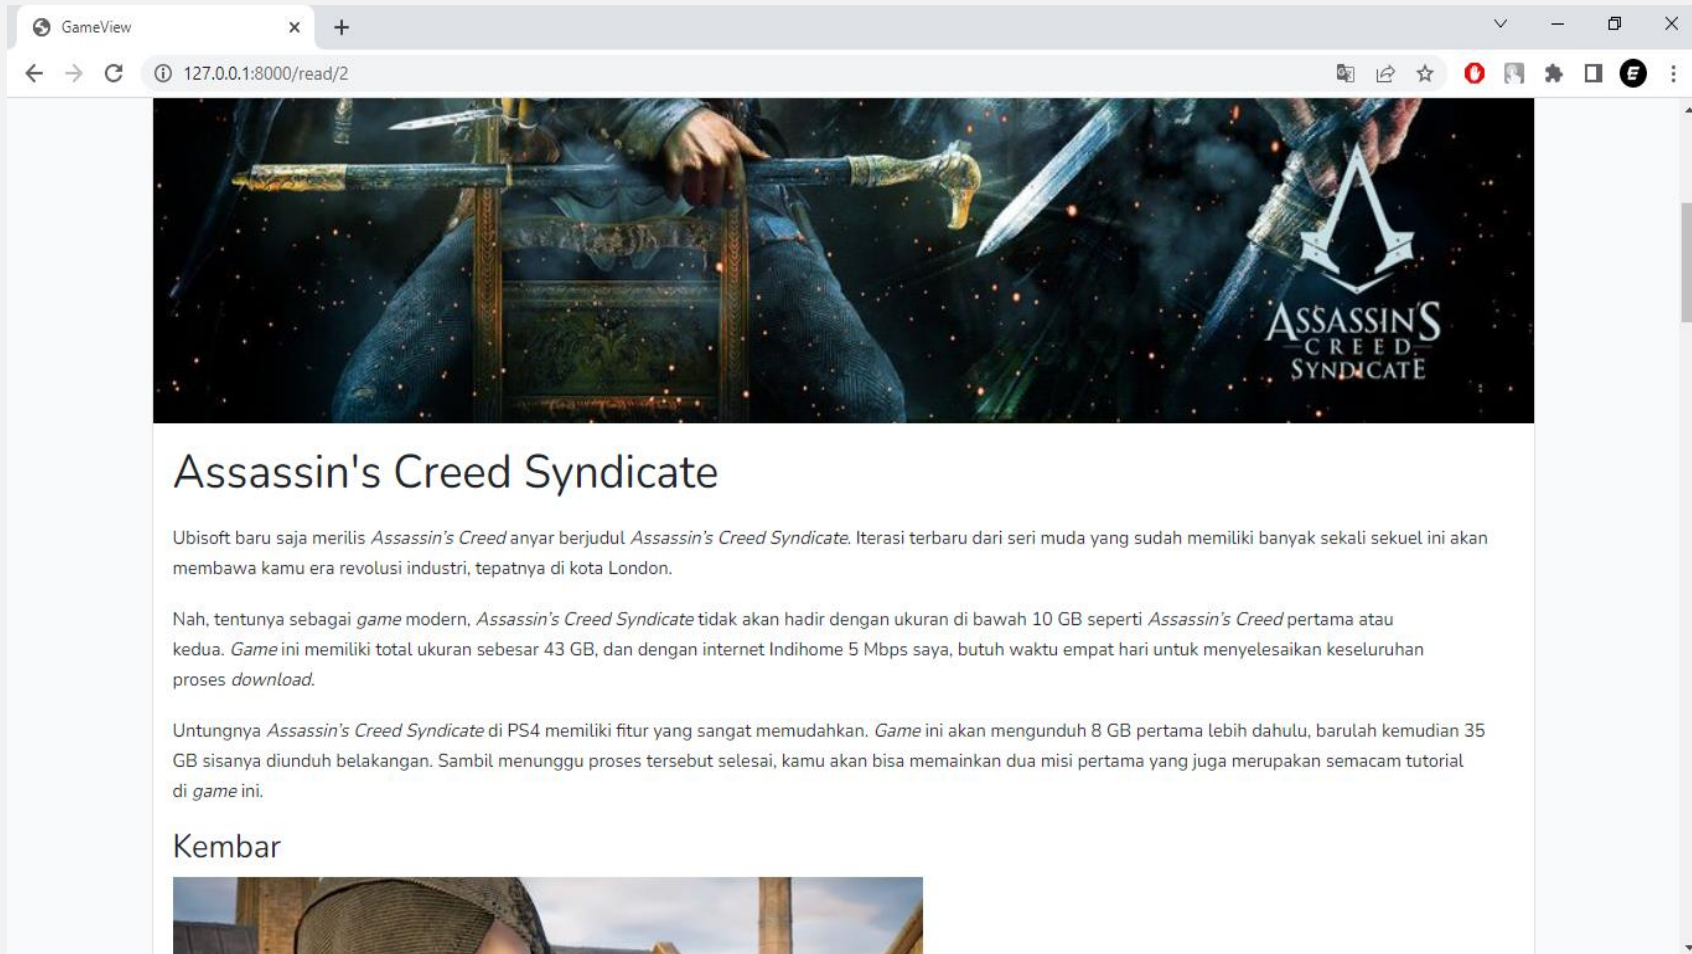 GameView
127.0.0.1:8000/read/2
ASSASSIN'S
CREED
SYNDICATE
Assassin's Creed Syndicate
Ubisoft baru saja merilis Assassin’s Creed anyar berjudul Assassin’s Creed Syndicate. Iterasi terbaru dari seri muda yang sudah memiliki banyak sekali sekuel ini akan
membawa kamu era revolusi industri, tepatnya di kota London.
Nah, tentunya sebagai game modern, Assassin’s Creed Syndicate tidak akan hadir dengan ukuran di bawah 10 GB seperti Assassin’s Creed pertama atau
kedua. Game ini memiliki total ukuran sebesar 43 GB, dan dengan internet Indihome 5 Mbps saya, butuh waktu empat hari untuk menyelesaikan keseluruhan
proses download.
Untungnya Assassin’s Creed Syndicate di PS4 memiliki fitur yang sangat memudahkan. Game ini akan mengunduh 8 GB pertama lebih dahulu, barulah kemudian 35
GB sisanya diunduh belakangan. Sambil menunggu proses tersebut selesai, kamu akan bisa memainkan dua misi pertama yang juga merupakan semacam tutorial
di game ini.
Kembar